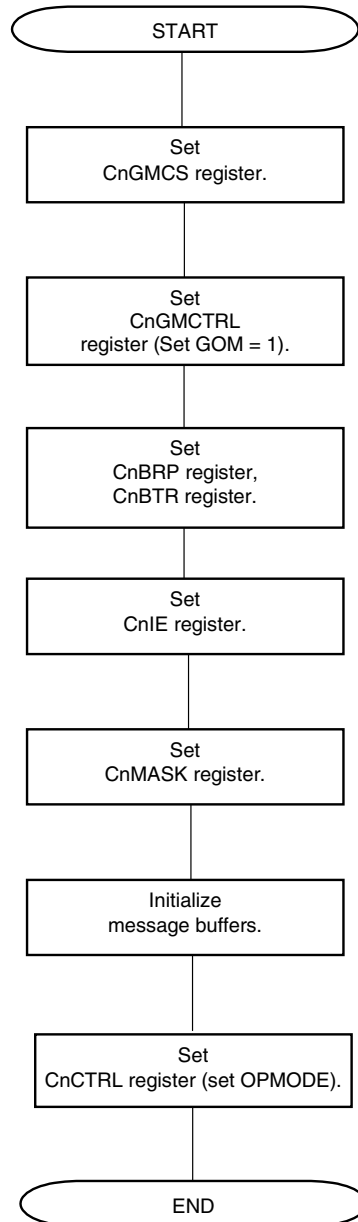 START
Set
CnGMCS register.
Set
CnGMCTRL
register (Set GOM = 1).
Set
CnBRP register,
CnBTR register.
Set
CnIE register.
Set
CnMASK register.
Initialize
message buffers.
Set
CnCTRL register (set OPMODE).
END